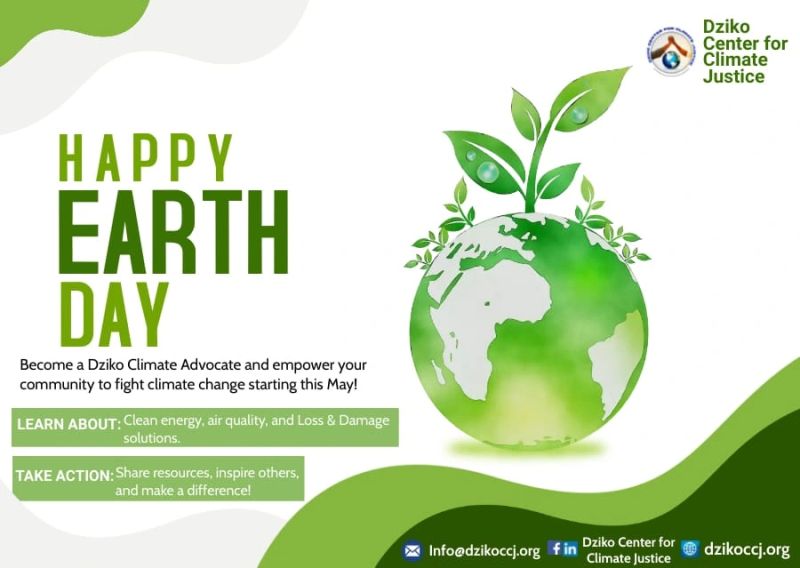 Dziko
Center for
Climate
Justice
HAPPY
EARTH
DAY
Become a Dziko Climate Advocate and empower your
community to fight climate change starting this May!
LEARN ABOUT: Clean energy, air quality, and Loss & Damage
solutions.
TAKE ACTION: Share resources, inspire others,
and make a difference!
Info@dzikoccj.org
Dziko Center for
Climate Justice
dzikoccj.org